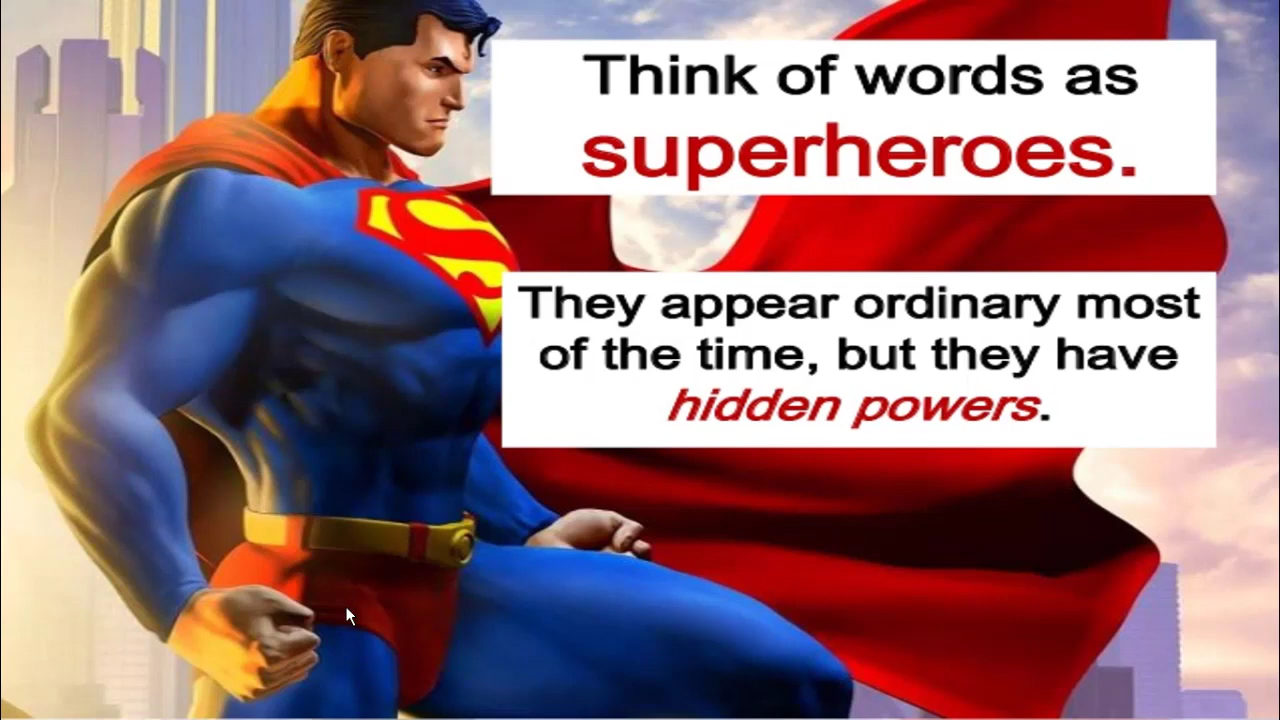 Think of words as
superheroes.
They appear ordinary most
of the time, but they have
hidden powers.